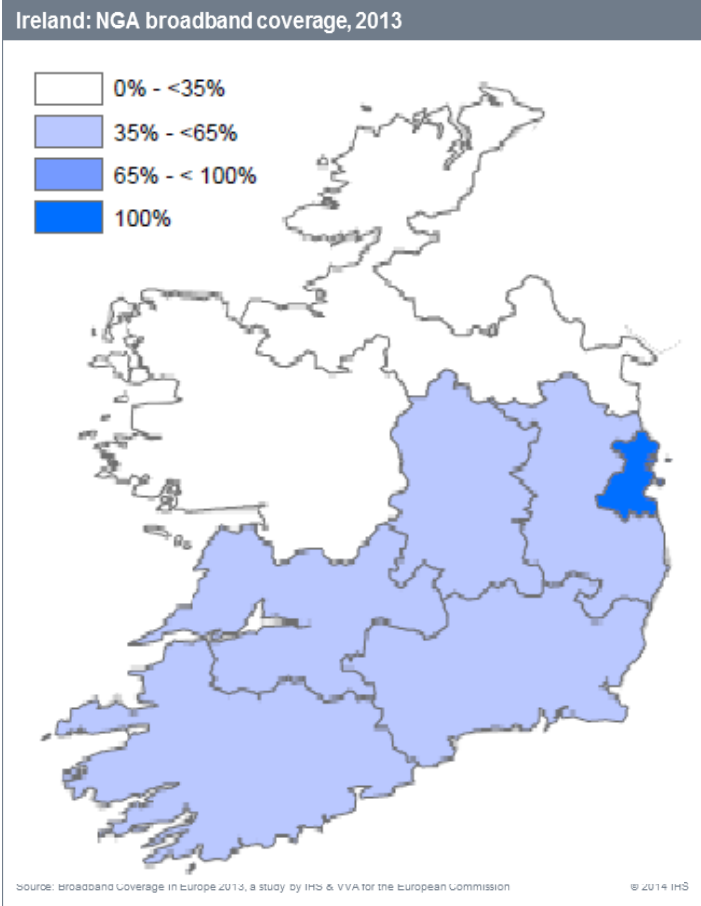 Ireland: NGA broadband coverage, 2013
0% - <35%
35% - <65%
65% - < 100%
100%
Source: Broadband Coverage in Europe 2013, a study by IHS & VVA for the European Commission
© 2014 IHS